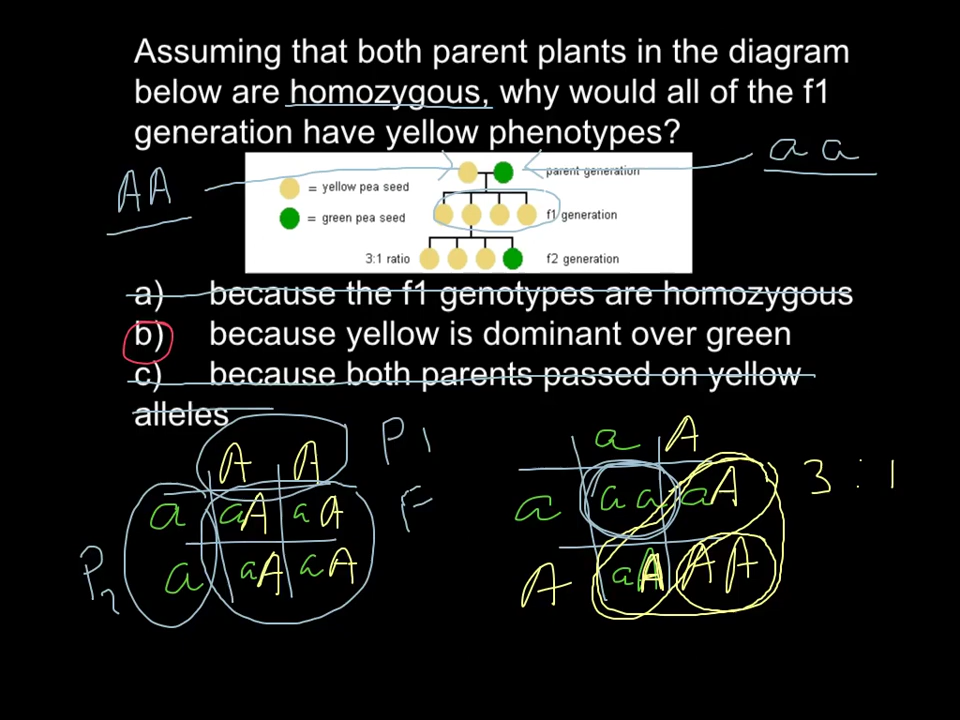 Assuming that both parent plants in the diagram
below are homozygous, why would all of the f1
generation have yellow phenotypes?
a a
AA
parent generation
= yellow pea seed
= green pea seed
f1 generation
3:1 ratio
f2 generation
a) because the f1 genotypes are homozygous
b) because yellow is dominant over green
c) because both parents passed on yellow
alleles
P1
A A
a aA aA
F
a aA aA
P2
a A
a aa aA
3 : 1
A aA AA